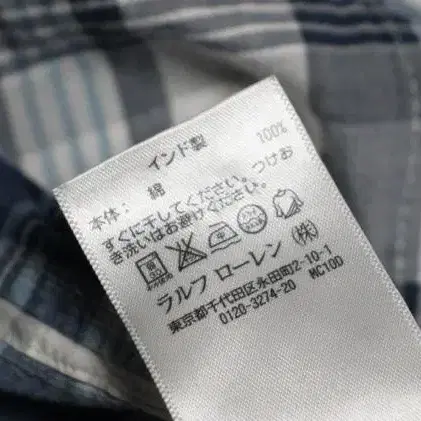 インド製
本体: 綿 100%
すぐに干してください。つけお
き洗いはお避けください。
ラルフ ローレン (株)
東京都千代田区永田町2-10-1
0120-3274-20 MC10D